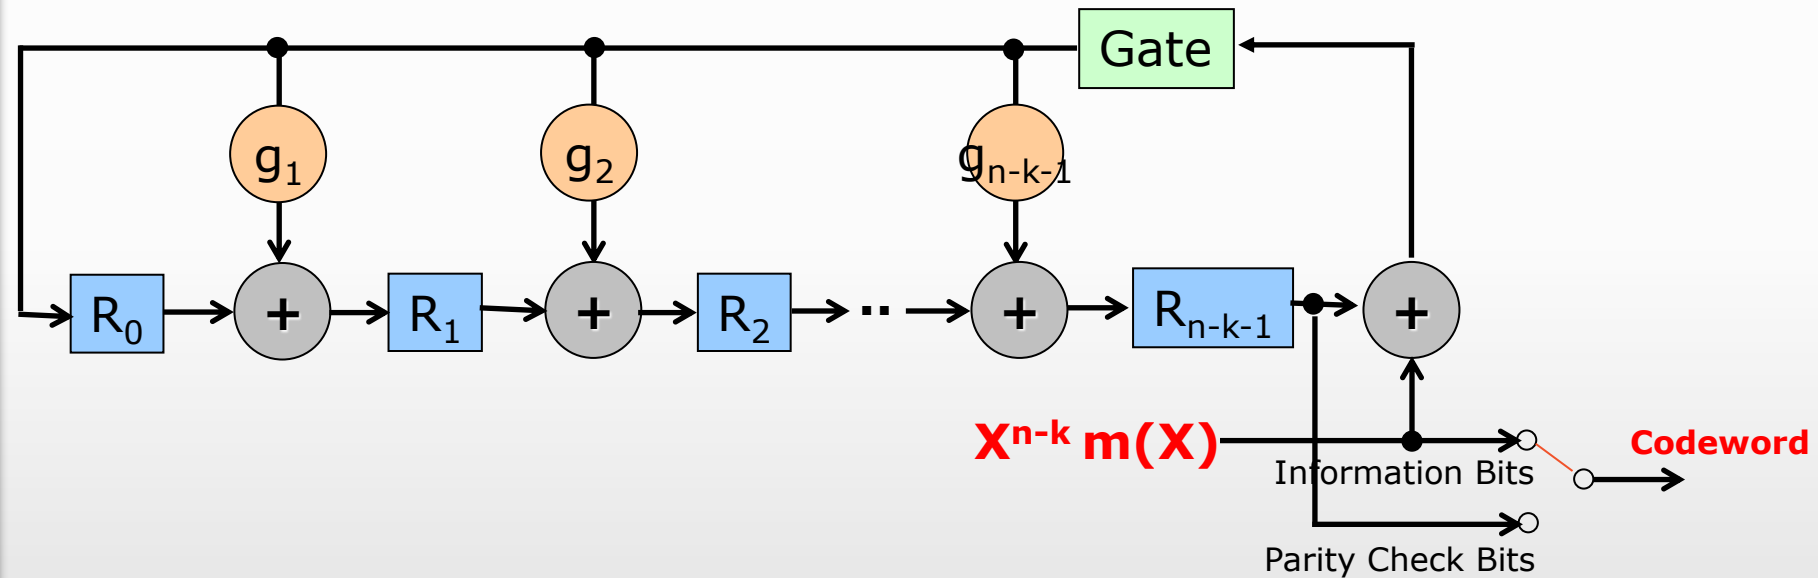 Gate
g₁ g₂ gₙ₋ₖ₋₁
R₀ + R₁ + R₂ ·· + Rₙ₋ₖ₋₁ +
Xⁿ⁻ᵏ m(X)
Codeword
Information Bits
Parity Check Bits